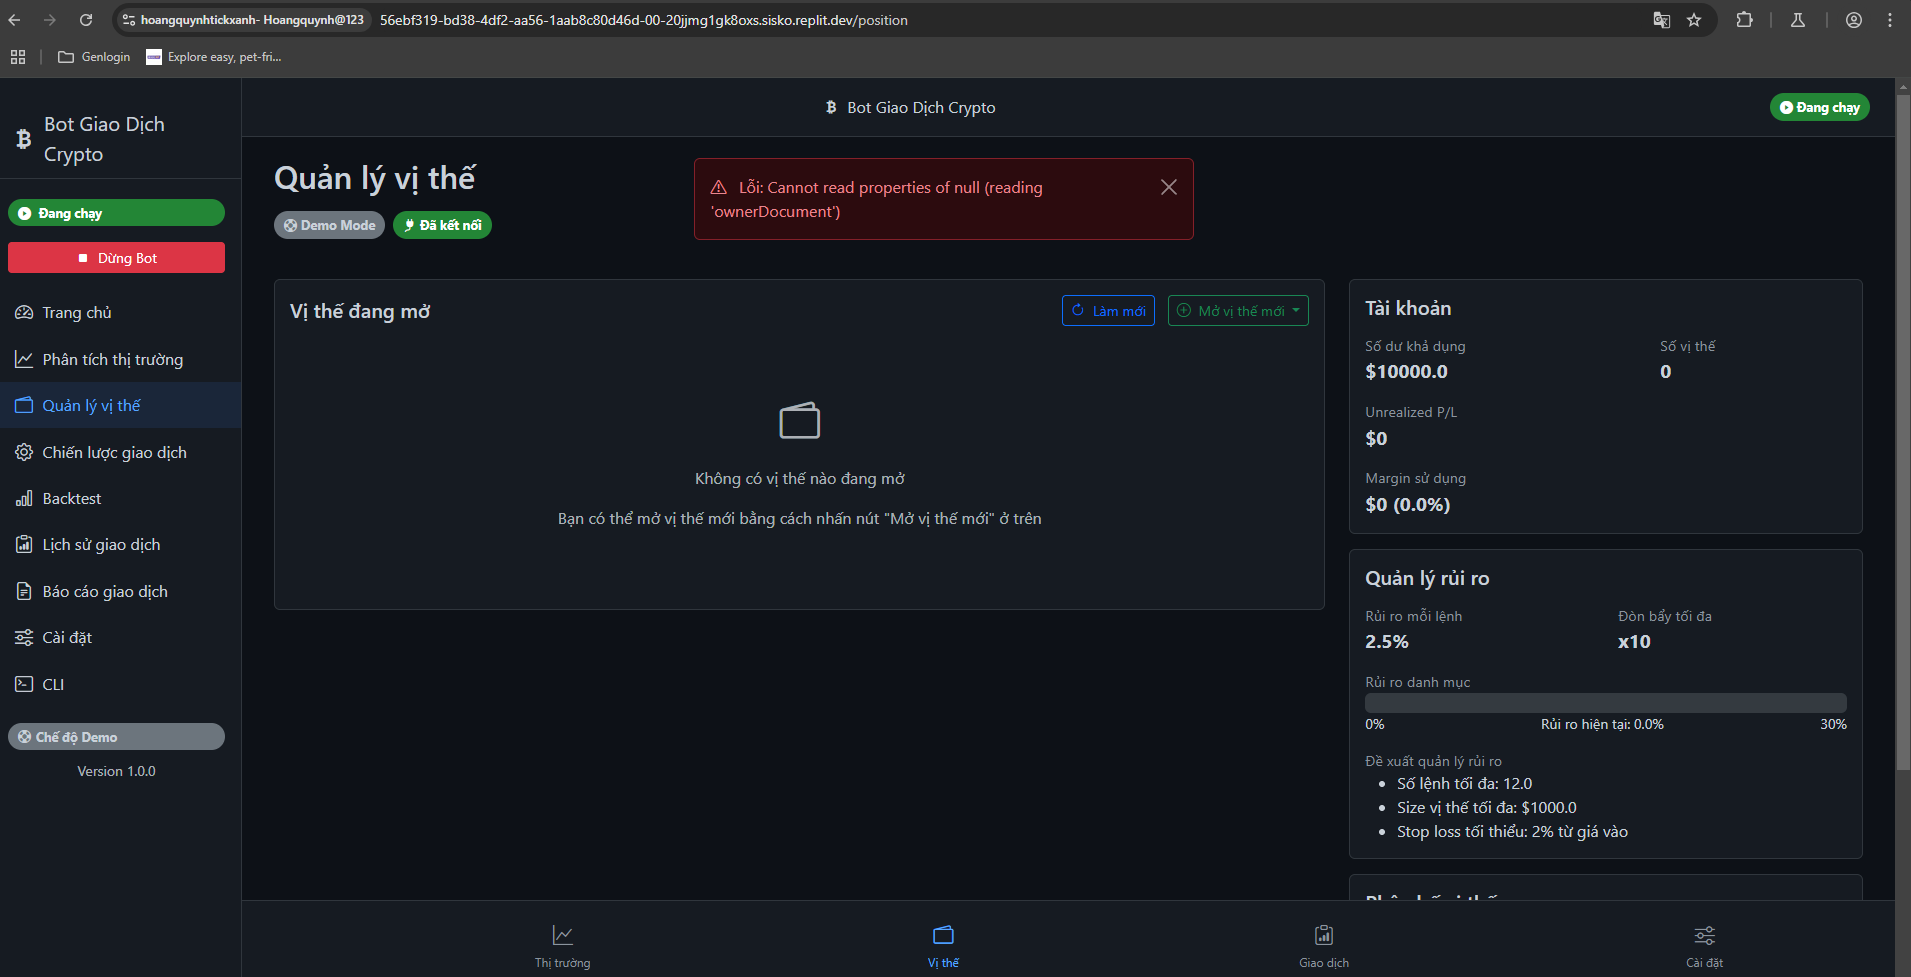 hoangquynhtickxanh- Hoangquynh@123
56ebf319-bd38-4df2-aa56-1aab8c80d46d-00-20jjmg1gk8oxs.sisko.replit.dev/position
Genlogin
Explore easy, pet-fri...
Bot Giao Dịch
Crypto
Đang chạy
Dừng Bot
Trang chủ
Phân tích thị trường
Quản lý vị thế
Chiến lược giao dịch
Backtest
Lịch sử giao dịch
Báo cáo giao dịch
Cài đặt
CLI
Chế độ Demo
Version 1.0.0
Bot Giao Dịch Crypto
Đang chạy
Quản lý vị thế
Demo Mode
Đã kết nối
Lỗi: Cannot read properties of null (reading
'ownerDocument')
Vị thế đang mở
Làm mới
Mở vị thế mới
Không có vị thế nào đang mở
Bạn có thể mở vị thế mới bằng cách nhấn nút "Mở vị thế mới" ở trên
Tài khoản
Số dư khả dụng
Số vị thế
$10000.0
0
Unrealized P/L
$0
Margin sử dụng
$0 (0.0%)
Quản lý rủi ro
Rủi ro mỗi lệnh
Đòn bẩy tối đa
2.5%
x10
Rủi ro danh mục
0%
Rủi ro hiện tại: 0.0%
30%
Đề xuất quản lý rủi ro
Số lệnh tối đa: 12.0
Size vị thế tối đa: $1000.0
Stop loss tối thiểu: 2% từ giá vào
Thị trường
Vị thế
Giao dịch
Cài đặt